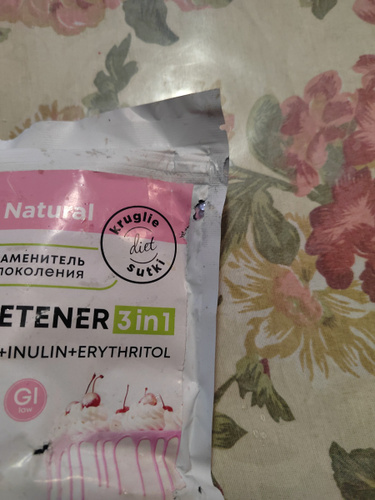 Natural
kruglie
diet
sutki
АМЕНИТЕЛЬ
ПОКОЛЕНИЯ
ETENER 3in1
+INULIN+ERYTHRITOL
GI
low